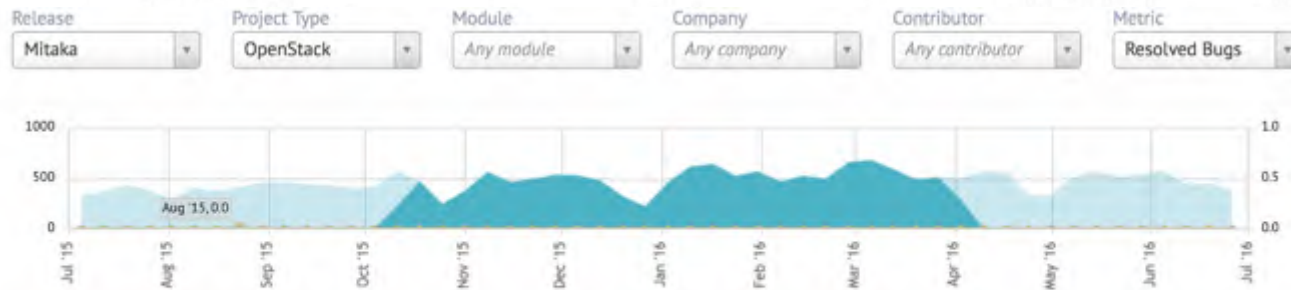 Release Project Type Module Company Contributor Metric
Mitaka OpenStack Any module Any company Any contributor Resolved Bugs
1000 1.0
500 0.5
Aug '15, 0.0
0 0.0
Jul '15 Aug '15 Sep '15 Oct '15 Nov '15 Dec '15 Jan '16 Feb '16 Mar '16 Apr '16 May '16 Jun '16 Jul '16